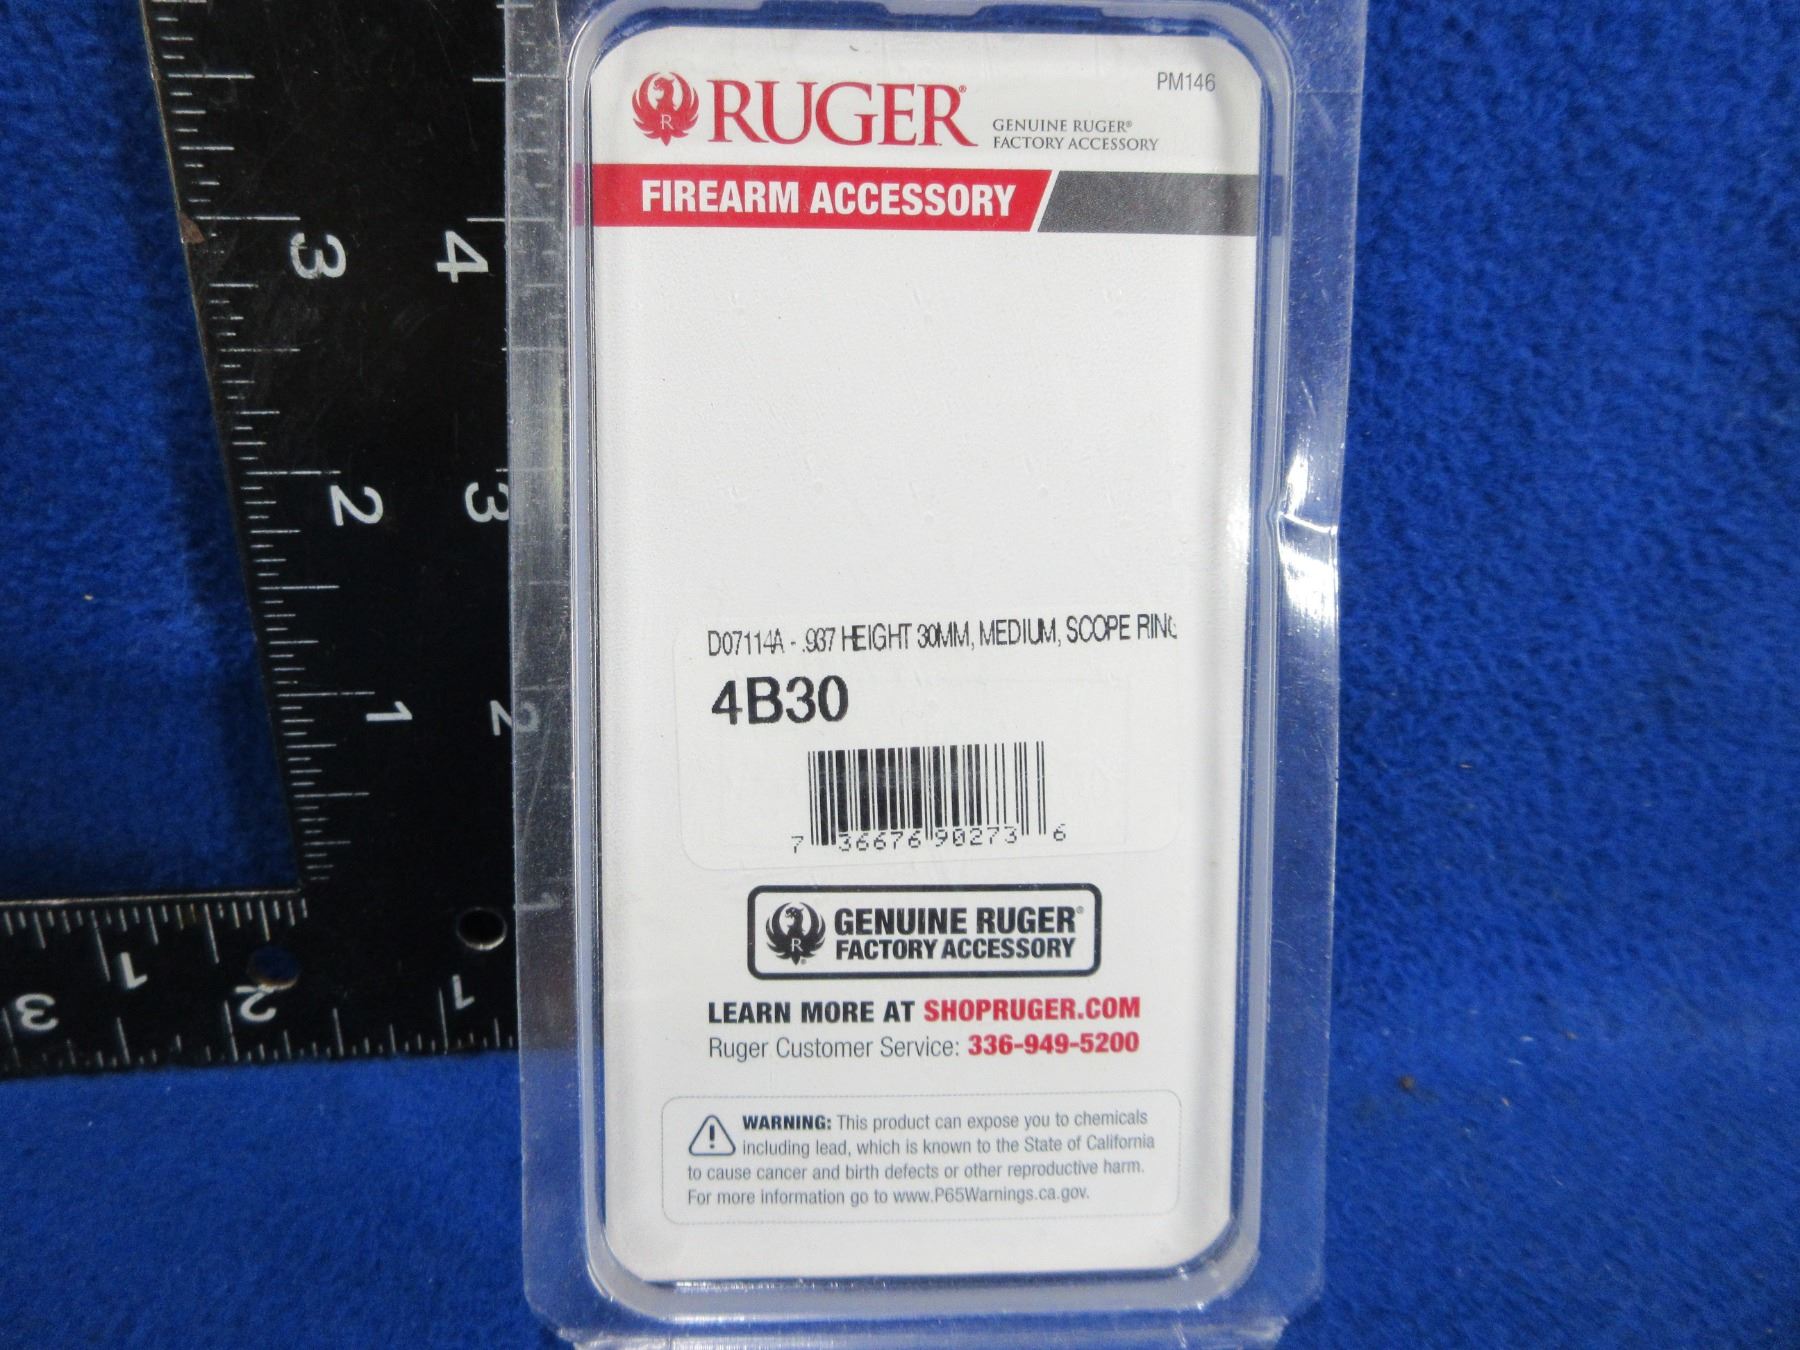 RUGER®
GENUINE RUGER®
FACTORY ACCESSORY
PM146
FIREARM ACCESSORY
3 4
2 3
1 2
1
D07114A - .937 HEIGHT 30MM, MEDIUM, SCOPE RING
4B30
7 36676 90273 6
R
GENUINE RUGER®
FACTORY ACCESSORY
LEARN MORE AT SHOPRUGER.COM
Ruger Customer Service: 336-949-5200
WARNING: This product can expose you to chemicals
including lead, which is known to the State of California
to cause cancer and birth defects or other reproductive harm.
For more information go to www.P65Warnings.ca.gov.
1
3 2 1